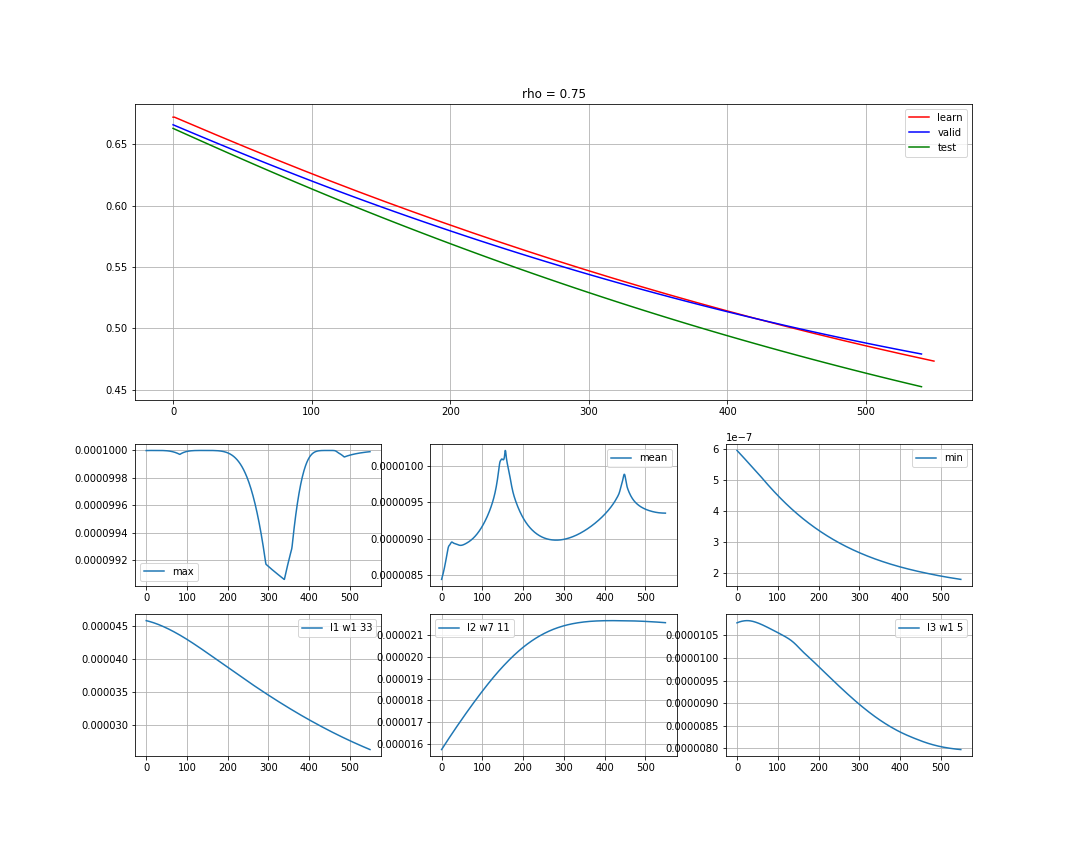 rho = 0.75
learn
valid
test
0.65
0.60
0.55
0.50
0.45
0 100 200 300 400 500
max
0.0001000
0.0000998
0.0000996
0.0000994
0.0000992
0 100 200 300 400 500
mean
0.0000100
0.0000095
0.0000090
0.0000085
0 100 200 300 400 500
1e−7
min
6
5
4
3
2
0 100 200 300 400 500
l1 w1 33
0.000045
0.000040
0.000035
0.000030
0 100 200 300 400 500
l2 w7 11
0.000021
0.000020
0.000019
0.000018
0.000017
0.000016
0 100 200 300 400 500
l3 w1 5
0.0000105
0.0000100
0.0000095
0.0000090
0.0000085
0.0000080
0 100 200 300 400 500